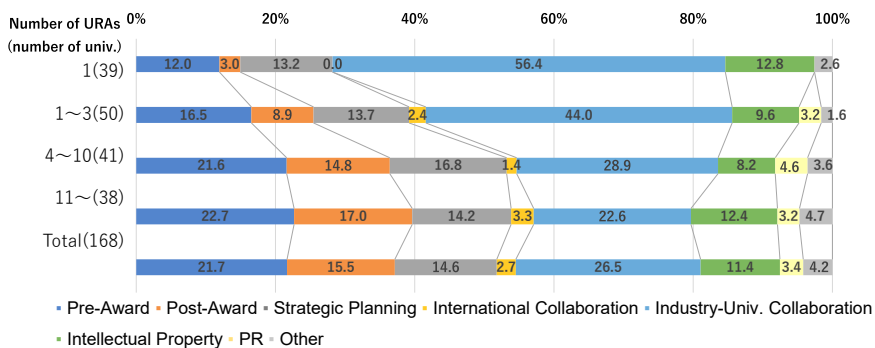 Number of URAs
(number of univ.)
0% 20% 40% 60% 80% 100%
1(39)
12.0 3.0 13.2 0.0 56.4 12.8 2.6
1～3(50)
16.5 8.9 13.7 2.4 44.0 9.6 3.2 1.6
4～10(41)
21.6 14.8 16.8 1.4 28.9 8.2 4.6 3.6
11～(38)
22.7 17.0 14.2 3.3 22.6 12.4 3.2 4.7
Total(168)
21.7 15.5 14.6 2.7 26.5 11.4 3.4 4.2
Pre-Award Post-Award Strategic Planning International Collaboration Industry-Univ. Collaboration
Intellectual Property PR Other